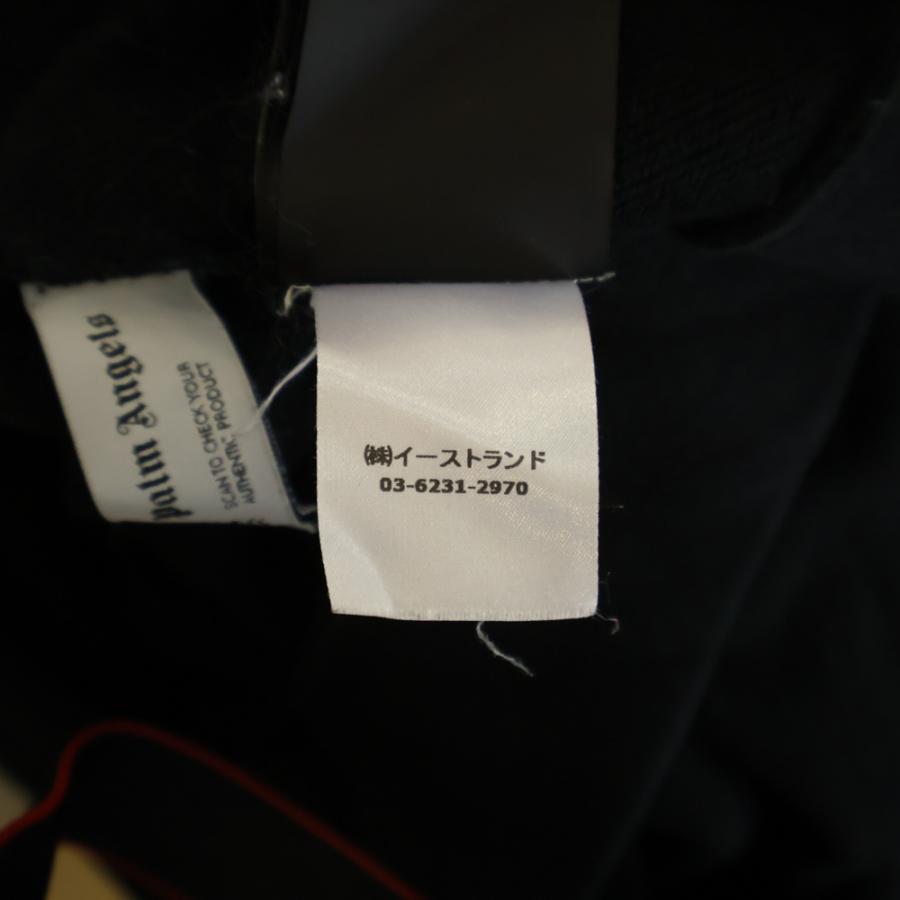 Palm Angels
SCAN TO CHECK YOUR
AUTHENTIC PRODUCT
㈱イーストランド
03-6231-2970